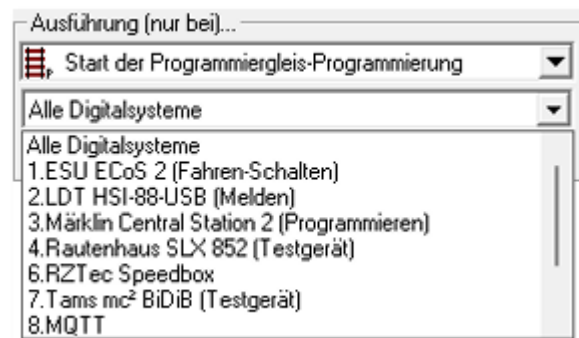 Ausführung (nur bei)...
Start der Programmiergleis-Programmierung
Alle Digitalsysteme
Alle Digitalsysteme
1.ESU ECoS 2 (Fahren-Schalten)
2.LDT HSI-88-USB (Melden)
3.Märklin Central Station 2 (Programmieren)
4.Rautenhaus SLX 852 (Testgerät)
6.RZTec Speedbox
7.Tams mc² BiDiB (Testgerät)
8.MQTT